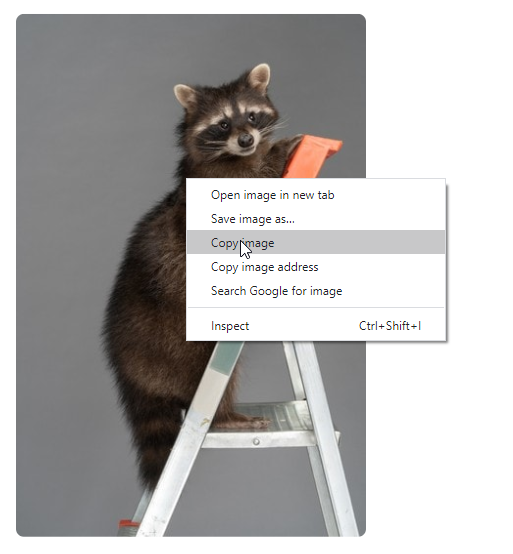 Open image in new tab
Save image as...
Copy image
Copy image address
Search Google for image
Inspect Ctrl+Shift+I